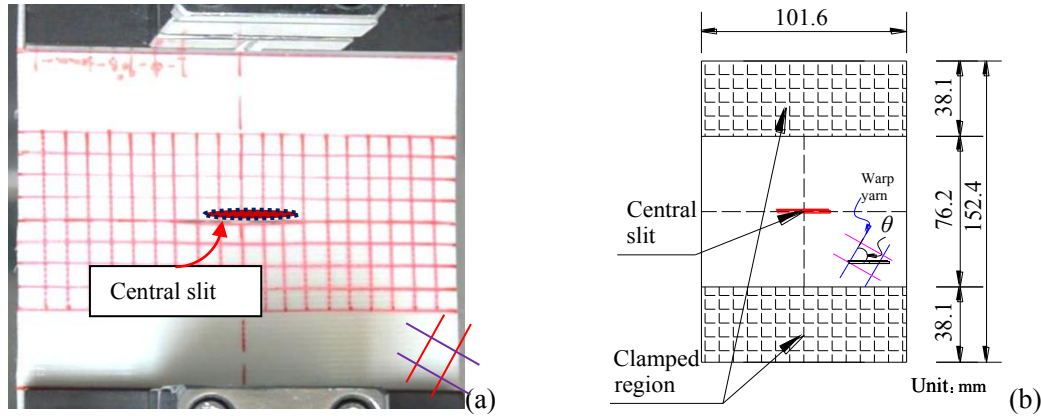 Central slit
(a)
101.6
38.1
76.2
152.4
38.1
Warp
yarn
θ
Central
slit
Clamped
region
Unit: mm
(b)